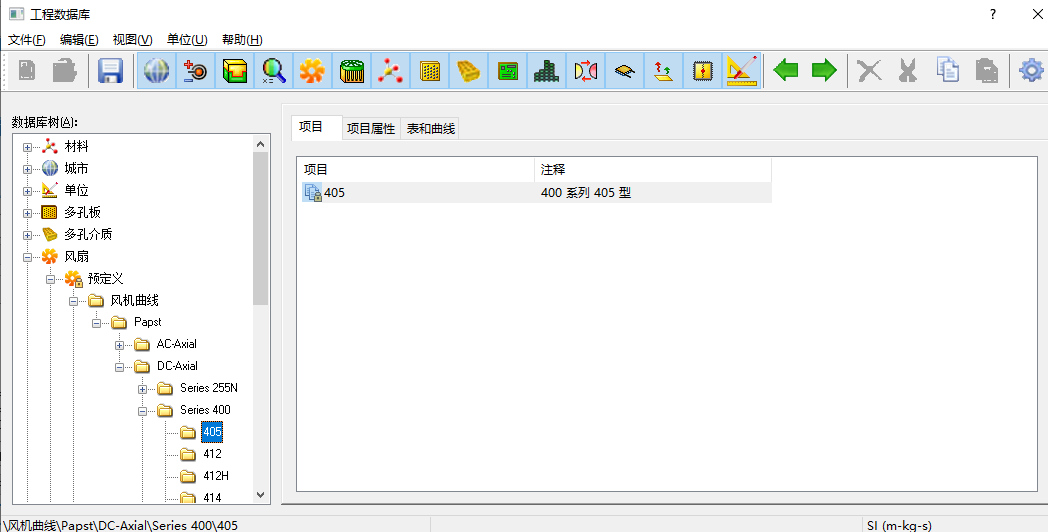 工程数据库
?
文件(F) 编辑(E) 视图(V) 单位(U) 帮助(H)
数据库树(A):
材料
城市
单位
多孔板
多孔介质
风扇
预定义
风机曲线
Papst
AC-Axial
DC-Axial
Series 255N
Series 400
405
412
412H
414
项目 项目属性 表和曲线
项目 注释
405 400 系列 405 型
\风机曲线\Papst\DC-Axial\Series 400\405
SI (m-kg-s)